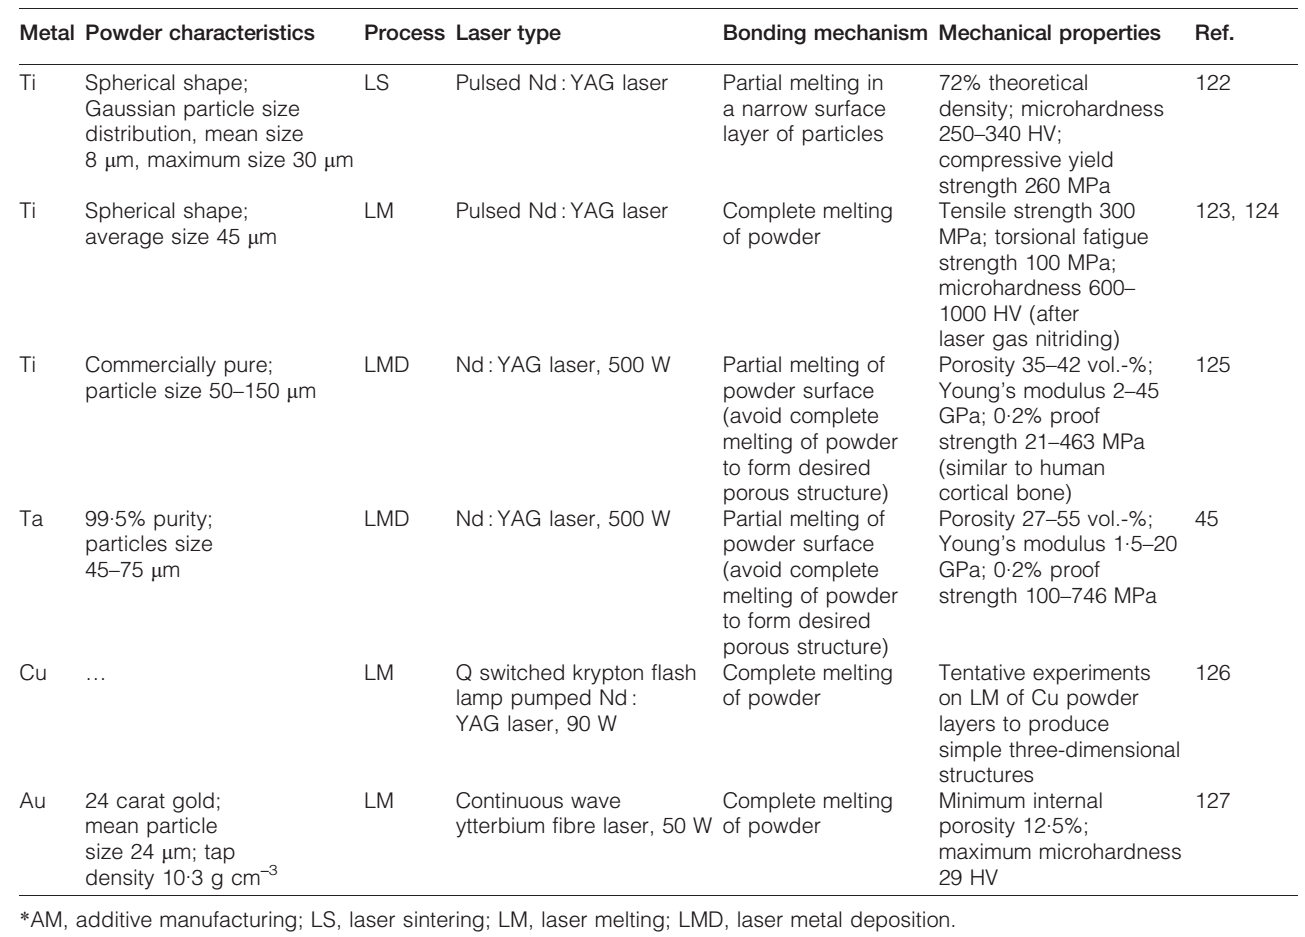 Metal Powder characteristics Process Laser type Bonding mechanism Mechanical properties Ref.
Ti Spherical shape; LS Pulsed Nd : YAG laser Partial melting in 72% theoretical 122
Gaussian particle size a narrow surface density; microhardness
distribution, mean size layer of particles 250–340 HV;
8 μm, maximum size 30 μm compressive yield
strength 260 MPa
Ti Spherical shape; LM Pulsed Nd : YAG laser Complete melting Tensile strength 300 123, 124
average size 45 μm of powder MPa; torsional fatigue
strength 100 MPa;
microhardness 600–
1000 HV (after
laser gas nitriding)
Ti Commercially pure; LMD Nd : YAG laser, 500 W Partial melting of Porosity 35–42 vol.-%; 125
particle size 50–150 μm powder surface Young's modulus 2–45
(avoid complete GPa; 0·2% proof
melting of powder strength 21–463 MPa
to form desired (similar to human
porous structure) cortical bone)
Ta 99·5% purity; LMD Nd : YAG laser, 500 W Partial melting of Porosity 27–55 vol.-%; 45
particles size powder surface Young's modulus 1·5–20
45–75 μm (avoid complete GPa; 0·2% proof
melting of powder strength 100–746 MPa
to form desired
porous structure)
Cu … LM Q switched krypton flash Complete melting Tentative experiments 126
lamp pumped Nd : of powder on LM of Cu powder
YAG laser, 90 W layers to produce
simple three-dimensional
structures
Au 24 carat gold; LM Continuous wave Complete melting Minimum internal 127
mean particle ytterbium fibre laser, 50 W of powder porosity 12·5%;
size 24 μm; tap maximum microhardness
density 10·3 g cm⁻³ 29 HV
*AM, additive manufacturing; LS, laser sintering; LM, laser melting; LMD, laser metal deposition.